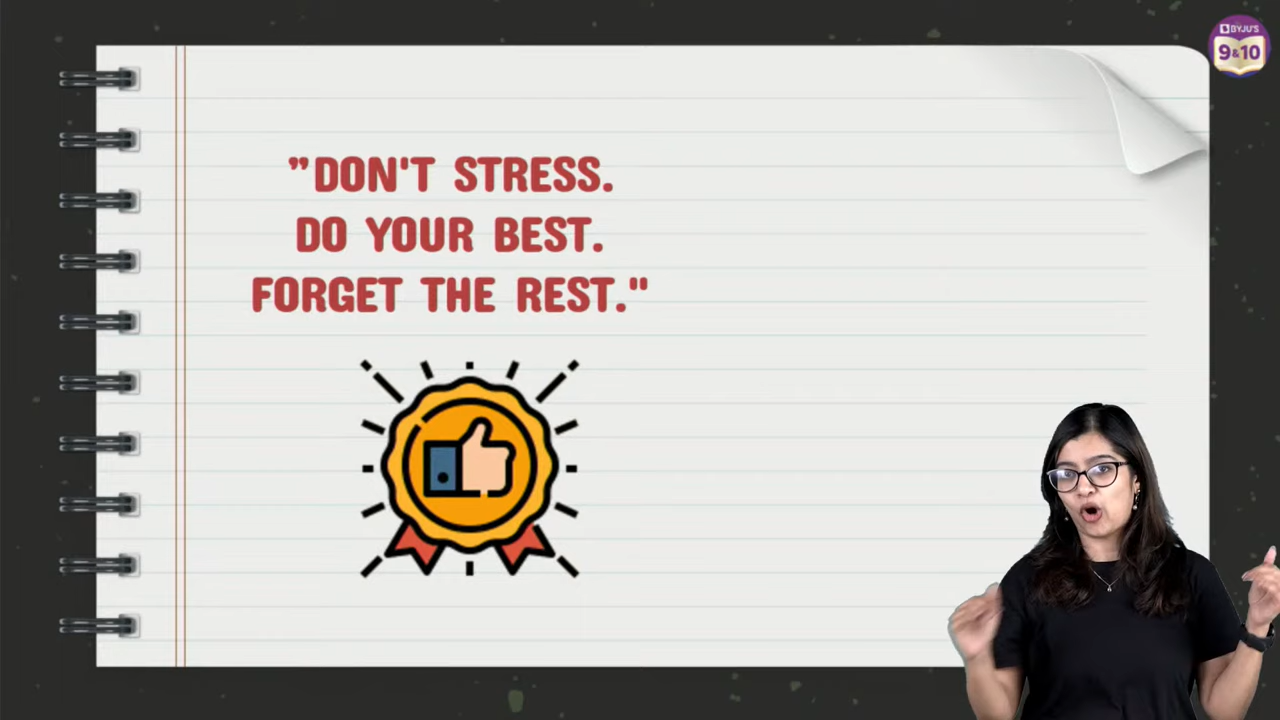 ”DON'T STRESS.
DO YOUR BEST.
FORGET THE REST."
BYJU'S
9&10